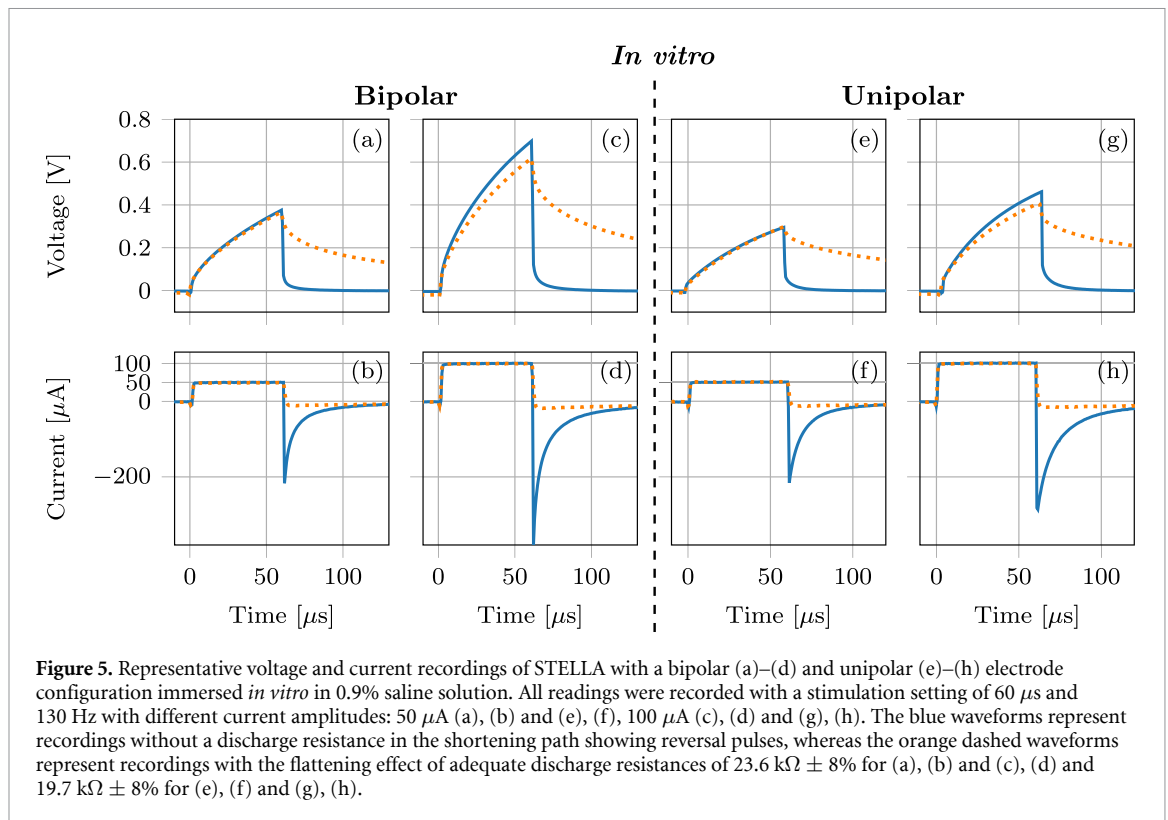 In vitro
Bipolar
Unipolar
Voltage [V]
0.8
0.6
0.4
0.2
0
(a)
(c)
(e)
(g)
Current [μA]
100
50
0
−200
(b)
(d)
(f)
(h)
0 50 100
0 50 100
0 50 100
0 50 100
Time [μs]
Time [μs]
Time [μs]
Time [μs]
Figure 5. Representative voltage and current recordings of STELLA with a bipolar (a)–(d) and unipolar (e)–(h) electrode
configuration immersed in vitro in 0.9% saline solution. All readings were recorded with a stimulation setting of 60 μs and
130 Hz with different current amplitudes: 50 μA (a), (b) and (e), (f), 100 μA (c), (d) and (g), (h). The blue waveforms represent
recordings without a discharge resistance in the shortening path showing reversal pulses, whereas the orange dashed waveforms
represent recordings with the flattening effect of adequate discharge resistances of 23.6 kΩ ± 8% for (a), (b) and (c), (d) and
19.7 kΩ ± 8% for (e), (f) and (g), (h).